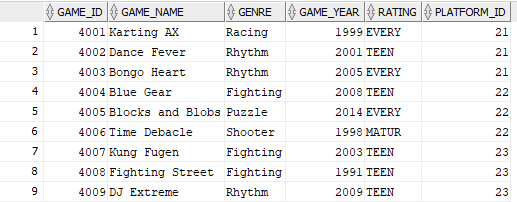 GAME_ID GAME_NAME GENRE GAME_YEAR RATING PLATFORM_ID
1 4001 Karting AX Racing 1999 EVERY 21
2 4002 Dance Fever Rhythm 2001 TEEN 21
3 4003 Bongo Heart Rhythm 2005 EVERY 21
4 4004 Blue Gear Fighting 2008 TEEN 22
5 4005 Blocks and Blobs Puzzle 2014 EVERY 22
6 4006 Time Debacle Shooter 1998 MATUR 22
7 4007 Kung Fugen Fighting 2003 TEEN 23
8 4008 Fighting Street Fighting 1991 TEEN 23
9 4009 DJ Extreme Rhythm 2009 TEEN 23